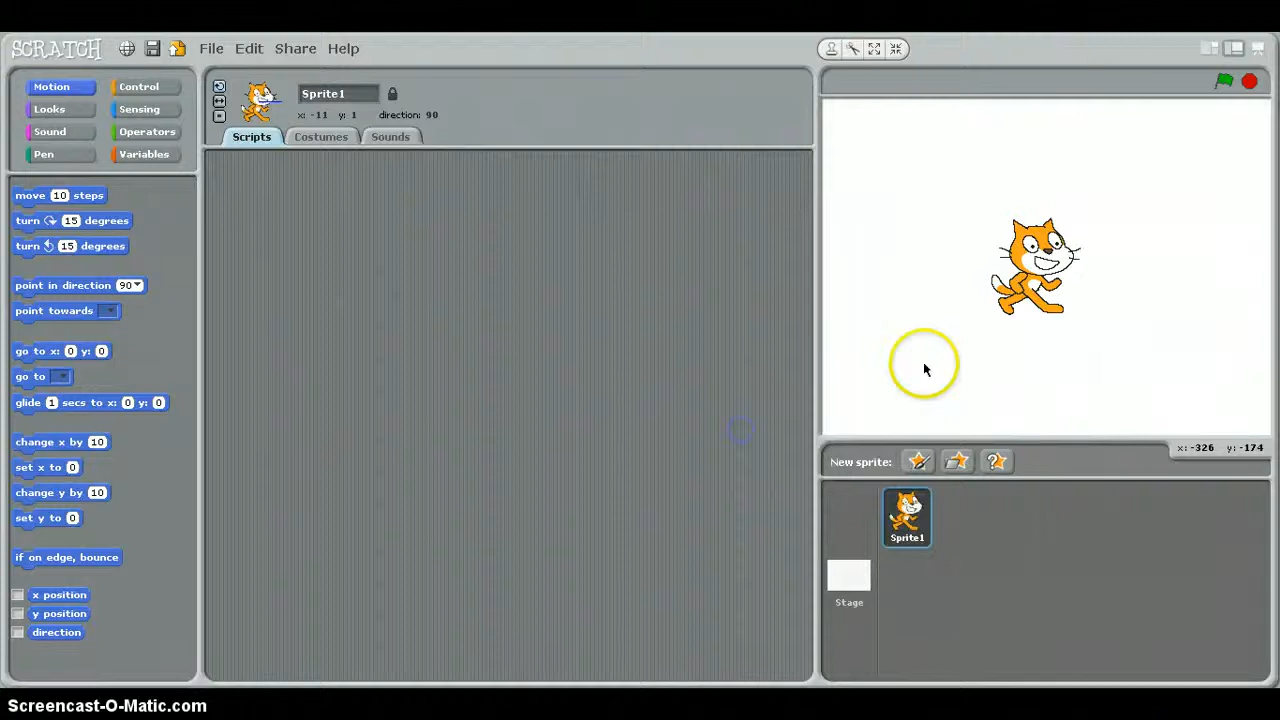 SCRATCH File Edit Share Help
Motion Control
Looks Sensing
Sound Operators
Pen Variables
move 10 steps
turn 15 degrees
turn 15 degrees
point in direction 90
point towards
go to x: 0 y: 0
go to
glide 1 secs to x: 0 y: 0
change x by 10
set x to 0
change y by 10
set y to 0
if on edge, bounce
x position
y position
direction
Sprite1
x: -11 y: 1 direction: 90
Scripts Costumes Sounds
x: -326 y: -174
New sprite:
Sprite1
Stage
Screencast-O-Matic.com